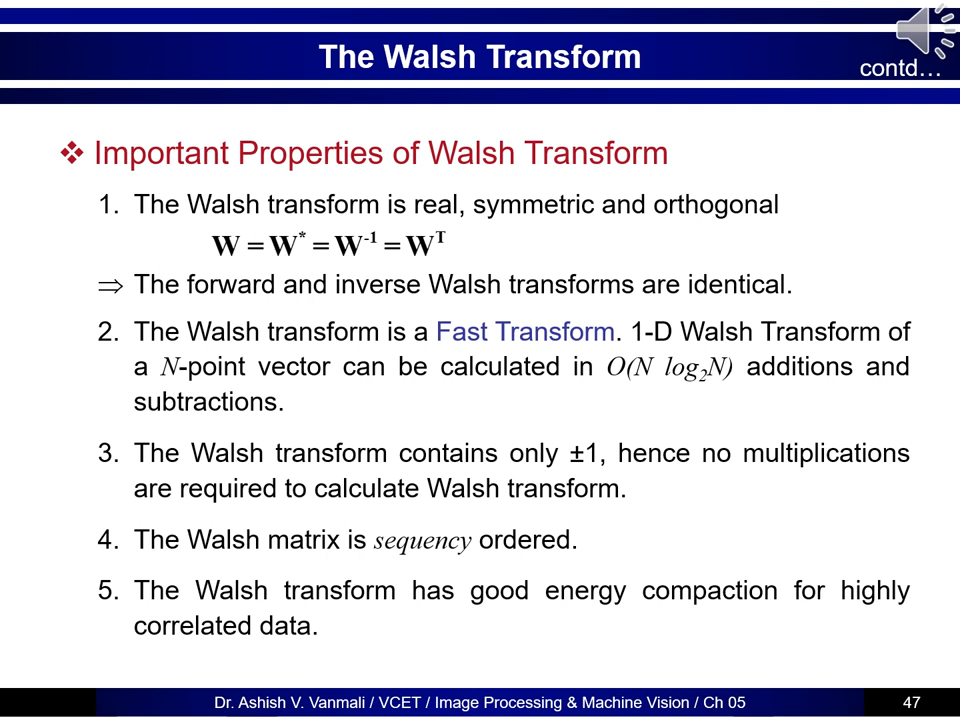 The Walsh Transform
contd…
❖ Important Properties of Walsh Transform
1. The Walsh transform is real, symmetric and orthogonal
W = W* = W⁻¹ = Wᵀ
⇒ The forward and inverse Walsh transforms are identical.
2. The Walsh transform is a Fast Transform. 1-D Walsh Transform of
a N-point vector can be calculated in O(N log₂N) additions and
subtractions.
3. The Walsh transform contains only ±1, hence no multiplications
are required to calculate Walsh transform.
4. The Walsh matrix is sequency ordered.
5. The Walsh transform has good energy compaction for highly
correlated data.
Dr. Ashish V. Vanmali / VCET / Image Processing & Machine Vision / Ch 05
47